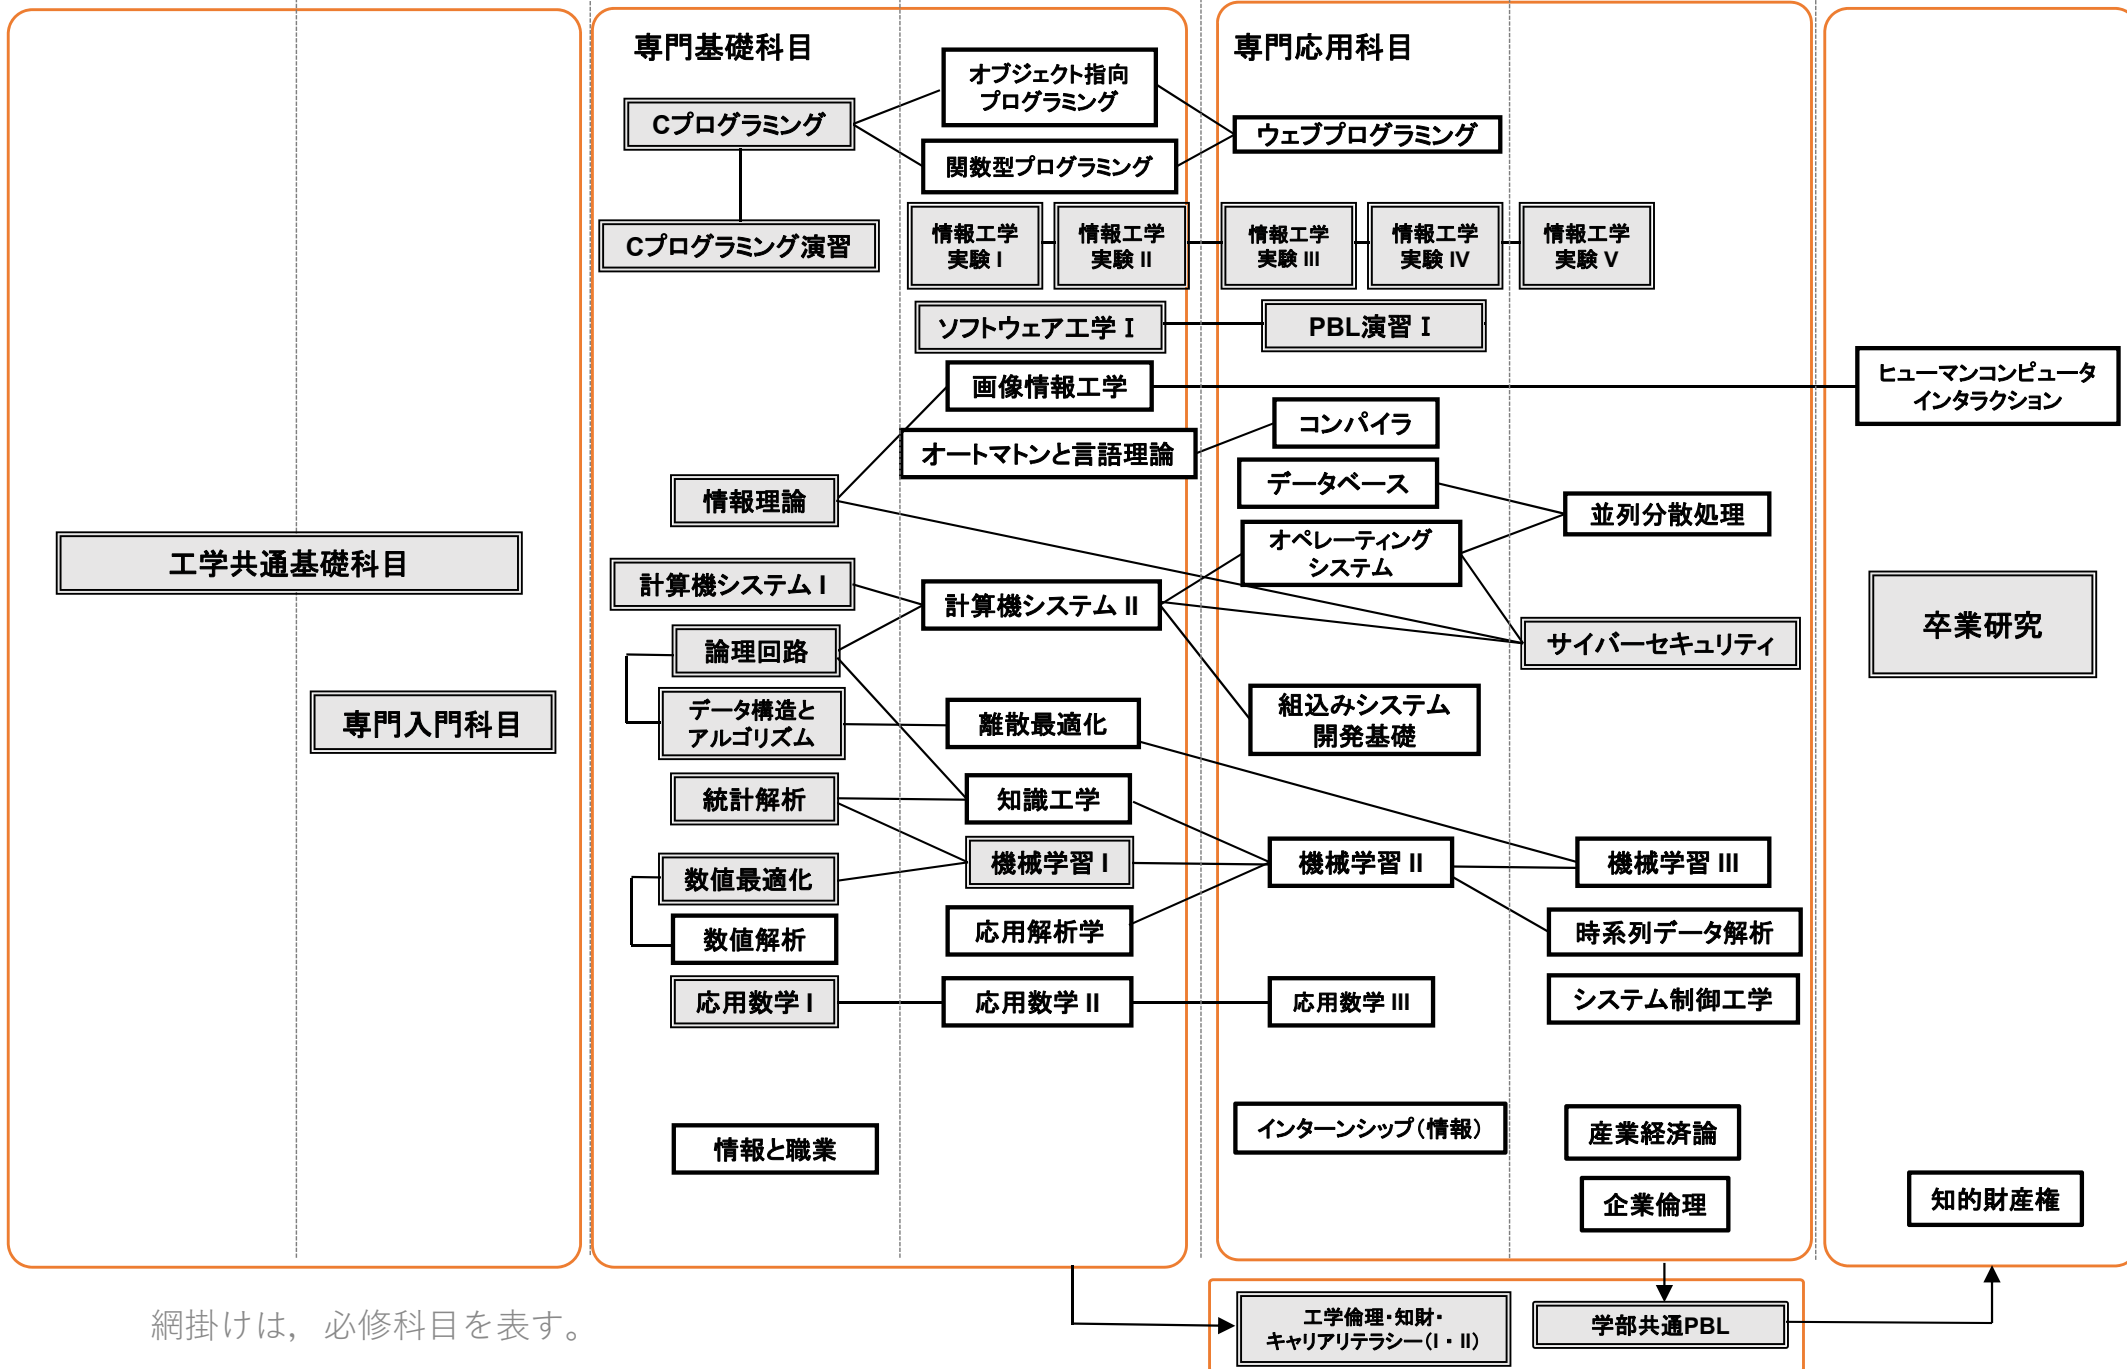 専門基礎科目
専門応用科目
Cプログラミング
オブジェクト指向
プログラミング
関数型プログラミング
ウェブプログラミング
Cプログラミング演習
情報工学
実験 I
情報工学
実験 II
情報工学
実験 III
情報工学
実験 IV
情報工学
実験 V
ソフトウェア工学 I
PBL演習 I
画像情報工学
ヒューマンコンピュータ
インタラクション
オートマトンと言語理論
コンパイラ
情報理論
データベース
並列分散処理
工学共通基礎科目
オペレーティング
システム
計算機システム I
計算機システム II
論理回路
サイバーセキュリティ
卒業研究
専門入門科目
データ構造と
アルゴリズム
離散最適化
組込みシステム
開発基礎
統計解析
知識工学
機械学習 I
機械学習 II
機械学習 III
数値最適化
数値解析
応用解析学
時系列データ解析
応用数学 I
応用数学 II
応用数学 III
システム制御工学
情報と職業
インターンシップ(情報)
産業経済論
企業倫理
知的財産権
網掛けは，必修科目を表す。
工学倫理・知財・
キャリアリテラシー(I・II)
学部共通PBL